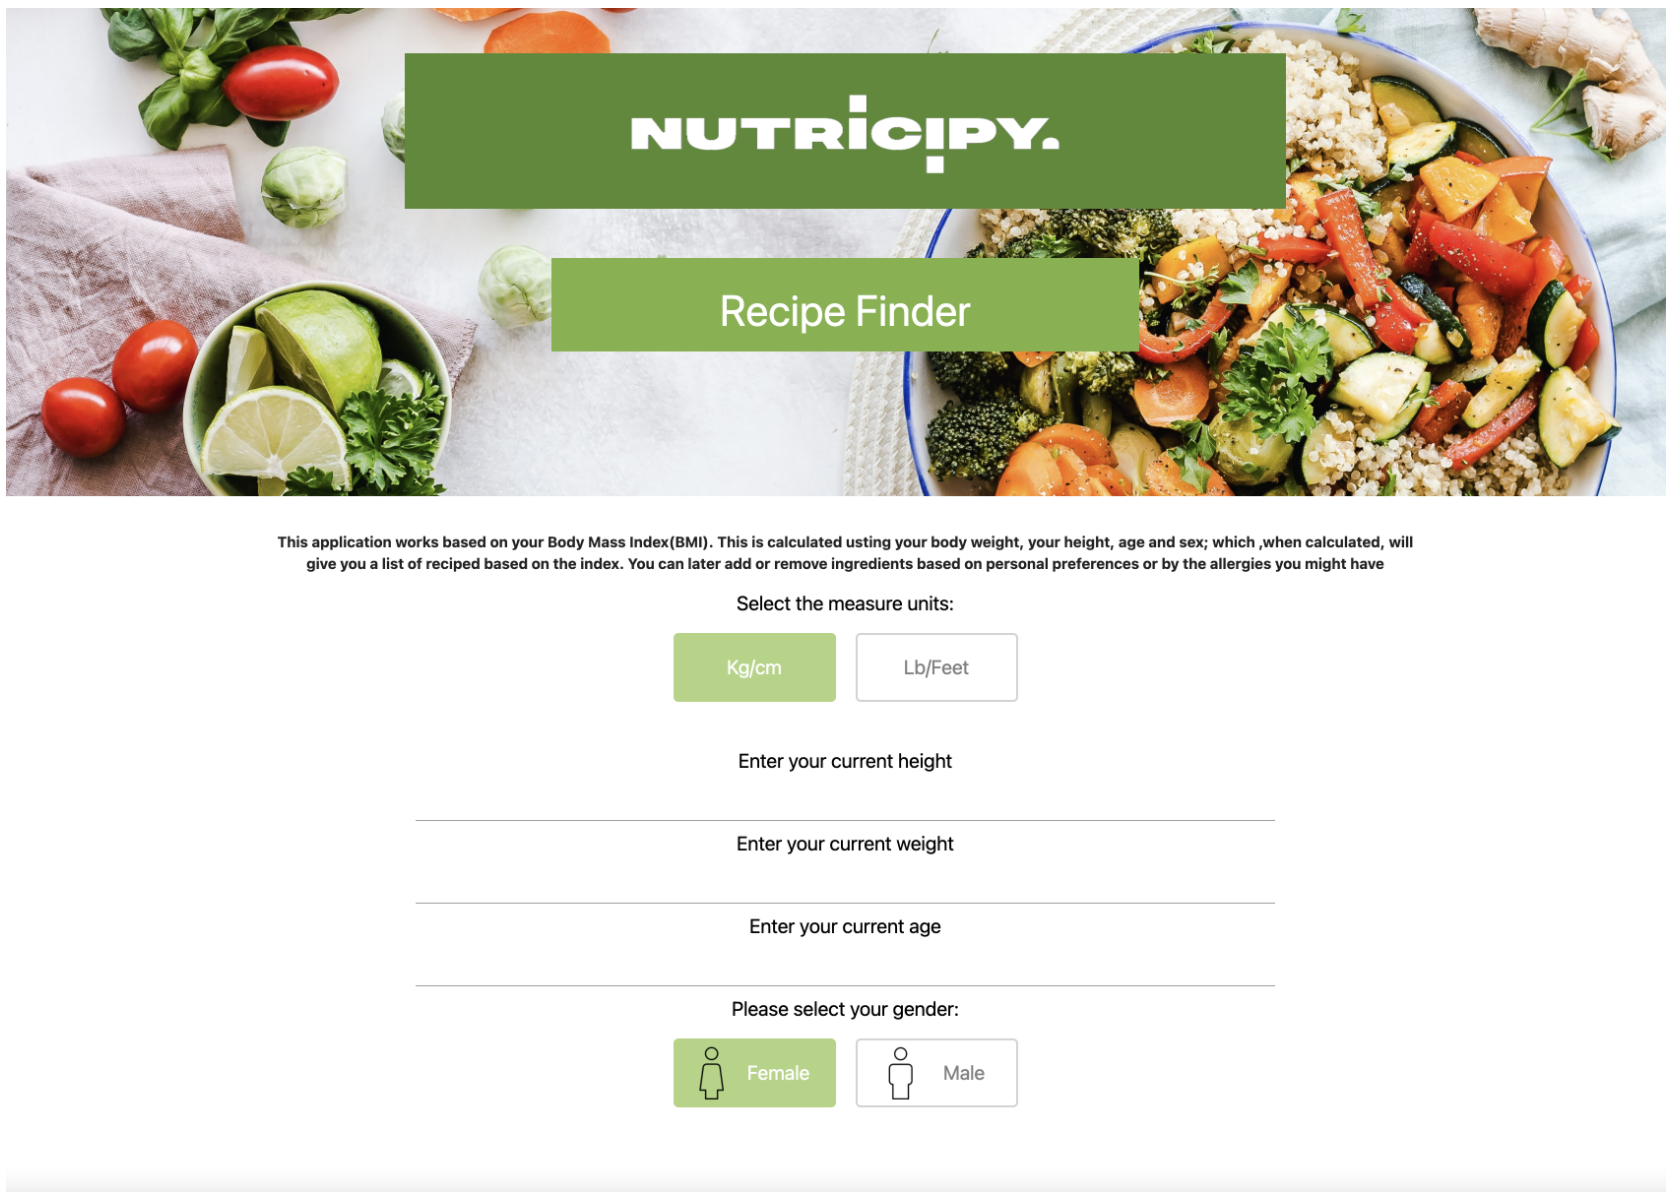 NUTRICIPY.
Recipe Finder
This application works based on your Body Mass Index(BMI). This is calculated usting your body weight, your height, age and sex; which ,when calculated, will
give you a list of reciped based on the index. You can later add or remove ingredients based on personal preferences or by the allergies you might have
Select the measure units:
Kg/cm Lb/Feet
Enter your current height
Enter your current weight
Enter your current age
Please select your gender:
Female Male